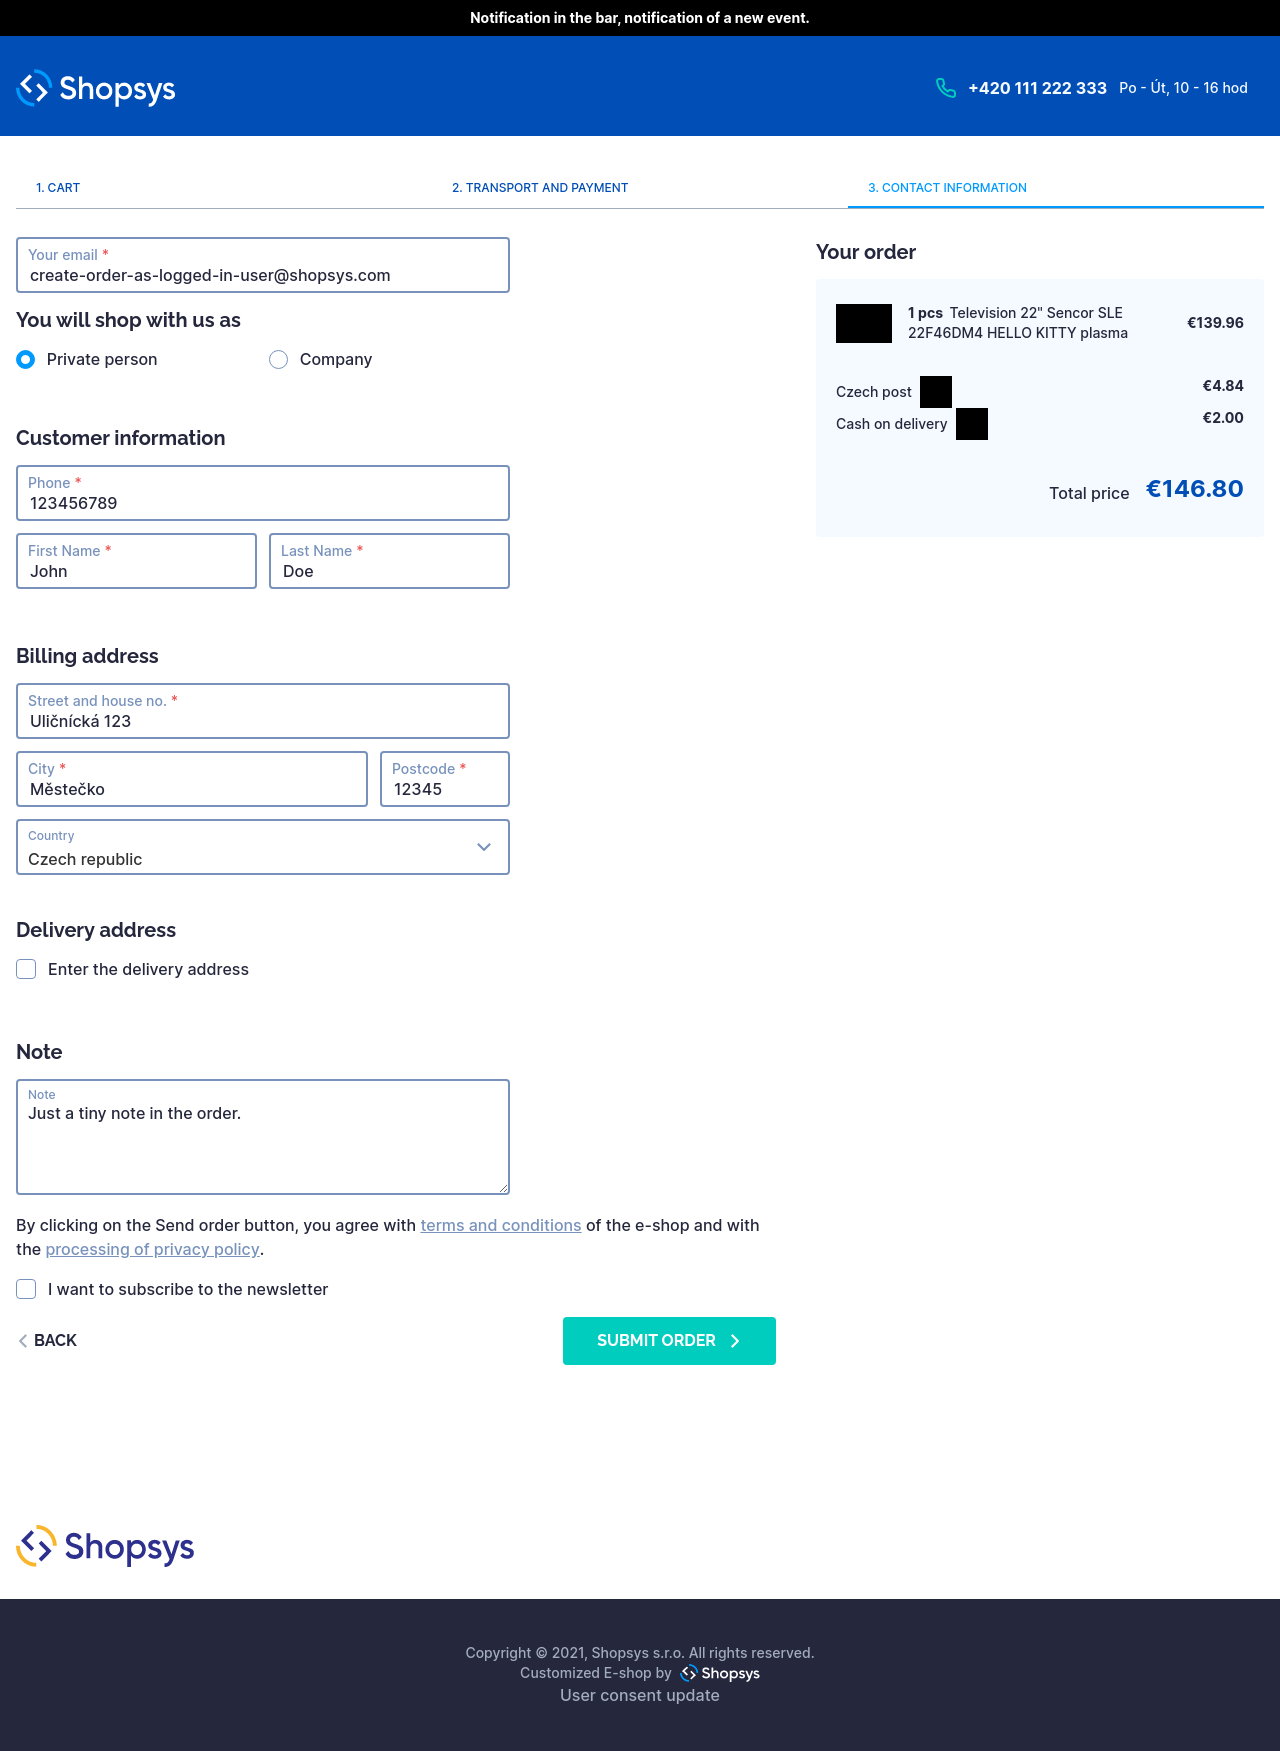 Notification in the bar, notification of a new event.
Shopsys
+420 111 222 333 Po - Út, 10 - 16 hod
1. CART
2. TRANSPORT AND PAYMENT
3. CONTACT INFORMATION
Your email *
create-order-as-logged-in-user@shopsys.com
You will shop with us as
Private person
Company
Customer information
Phone *
123456789
First Name *
John
Last Name *
Doe
Billing address
Street and house no. *
Uličnícká 123
City *
Městečko
Postcode *
12345
Country
Czech republic
Delivery address
Enter the delivery address
Note
Note
Just a tiny note in the order.
By clicking on the Send order button, you agree with terms and conditions of the e-shop and with
the processing of privacy policy.
I want to subscribe to the newsletter
BACK
SUBMIT ORDER
Your order
1 pcs Television 22" Sencor SLE
22F46DM4 HELLO KITTY plasma
€139.96
Czech post
€4.84
Cash on delivery
€2.00
Total price €146.80
Shopsys
Copyright © 2021, Shopsys s.r.o. All rights reserved.
Customized E-shop by Shopsys
User consent update